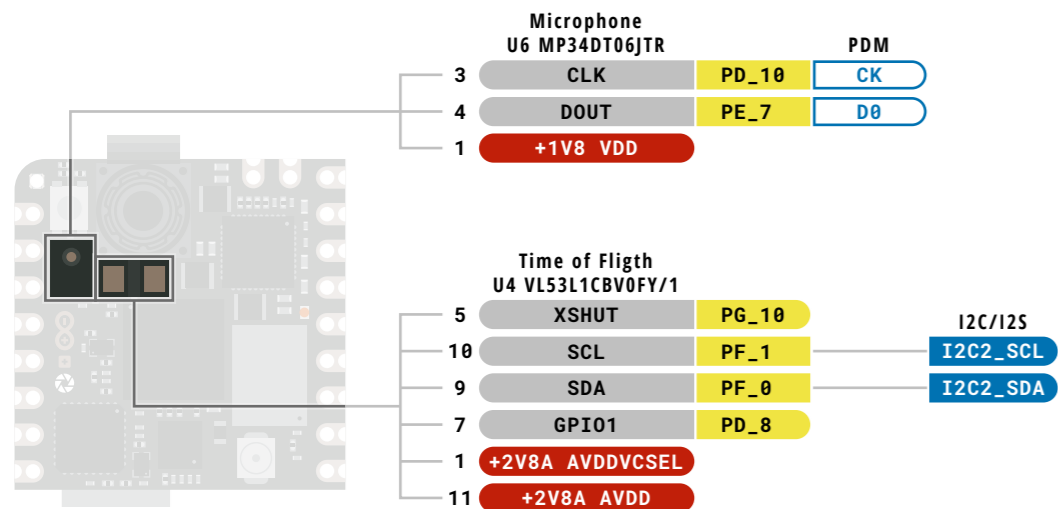 Microphone
U6 MP34DT06JTR PDM
3 CLK PD_10 CK
4 DOUT PE_7 D0
1 +1V8 VDD
Time of Fligth
U4 VL53L1CBV0FY/1
I2C/I2S
5 XSHUT PG_10
10 SCL PF_1 I2C2_SCL
9 SDA PF_0 I2C2_SDA
7 GPIO1 PD_8
1 +2V8A AVDDVCSEL
11 +2V8A AVDD